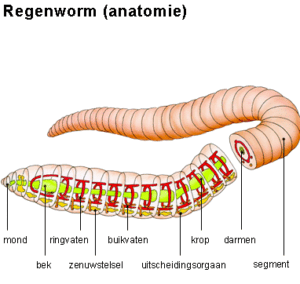 Regenworm (anatomie)
mond ringvaten buikvaten krop darmen
bek zenuwstelsel uitscheidingsorgaan segment